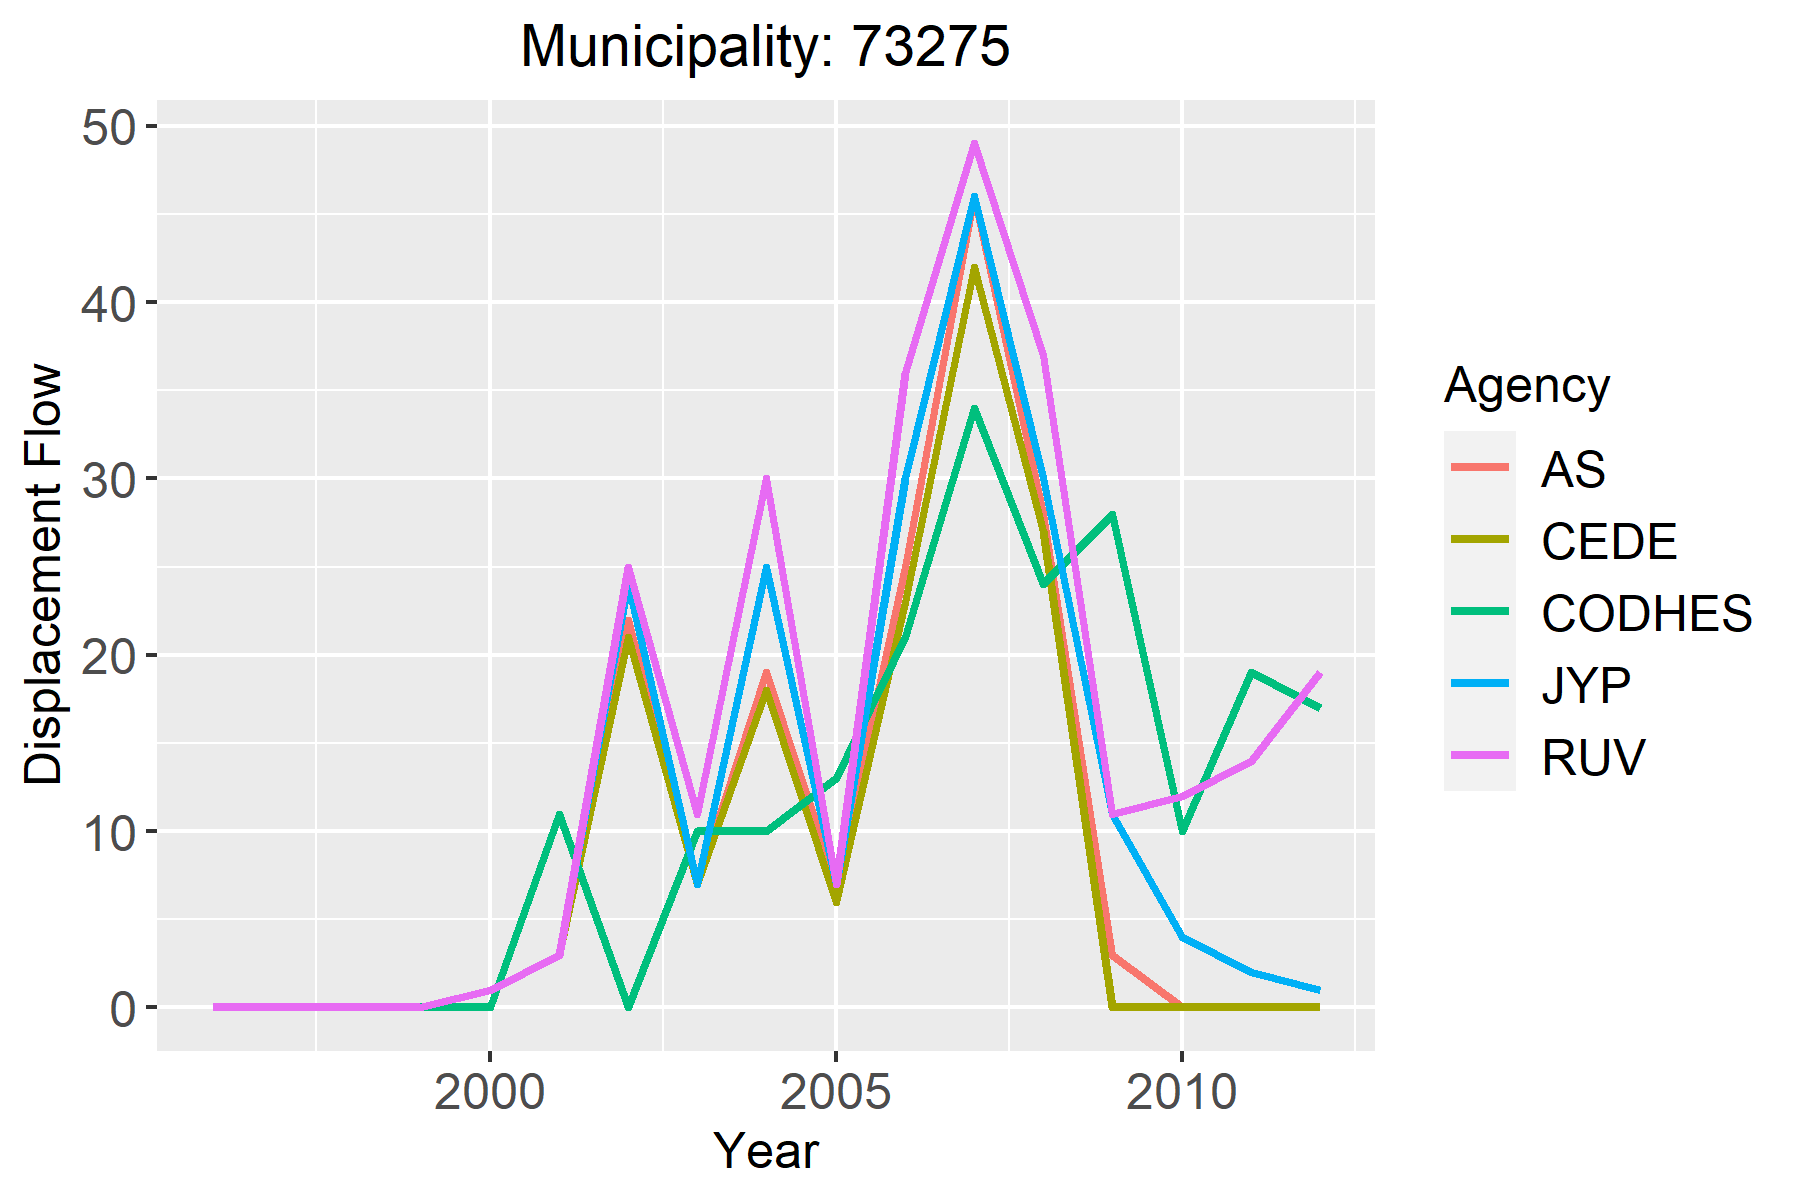 Municipality: 73275
50
40
30
20
10
0
Displacement Flow
2000
2005
2010
Year
Agency
AS
CEDE
CODHES
JYP
RUV